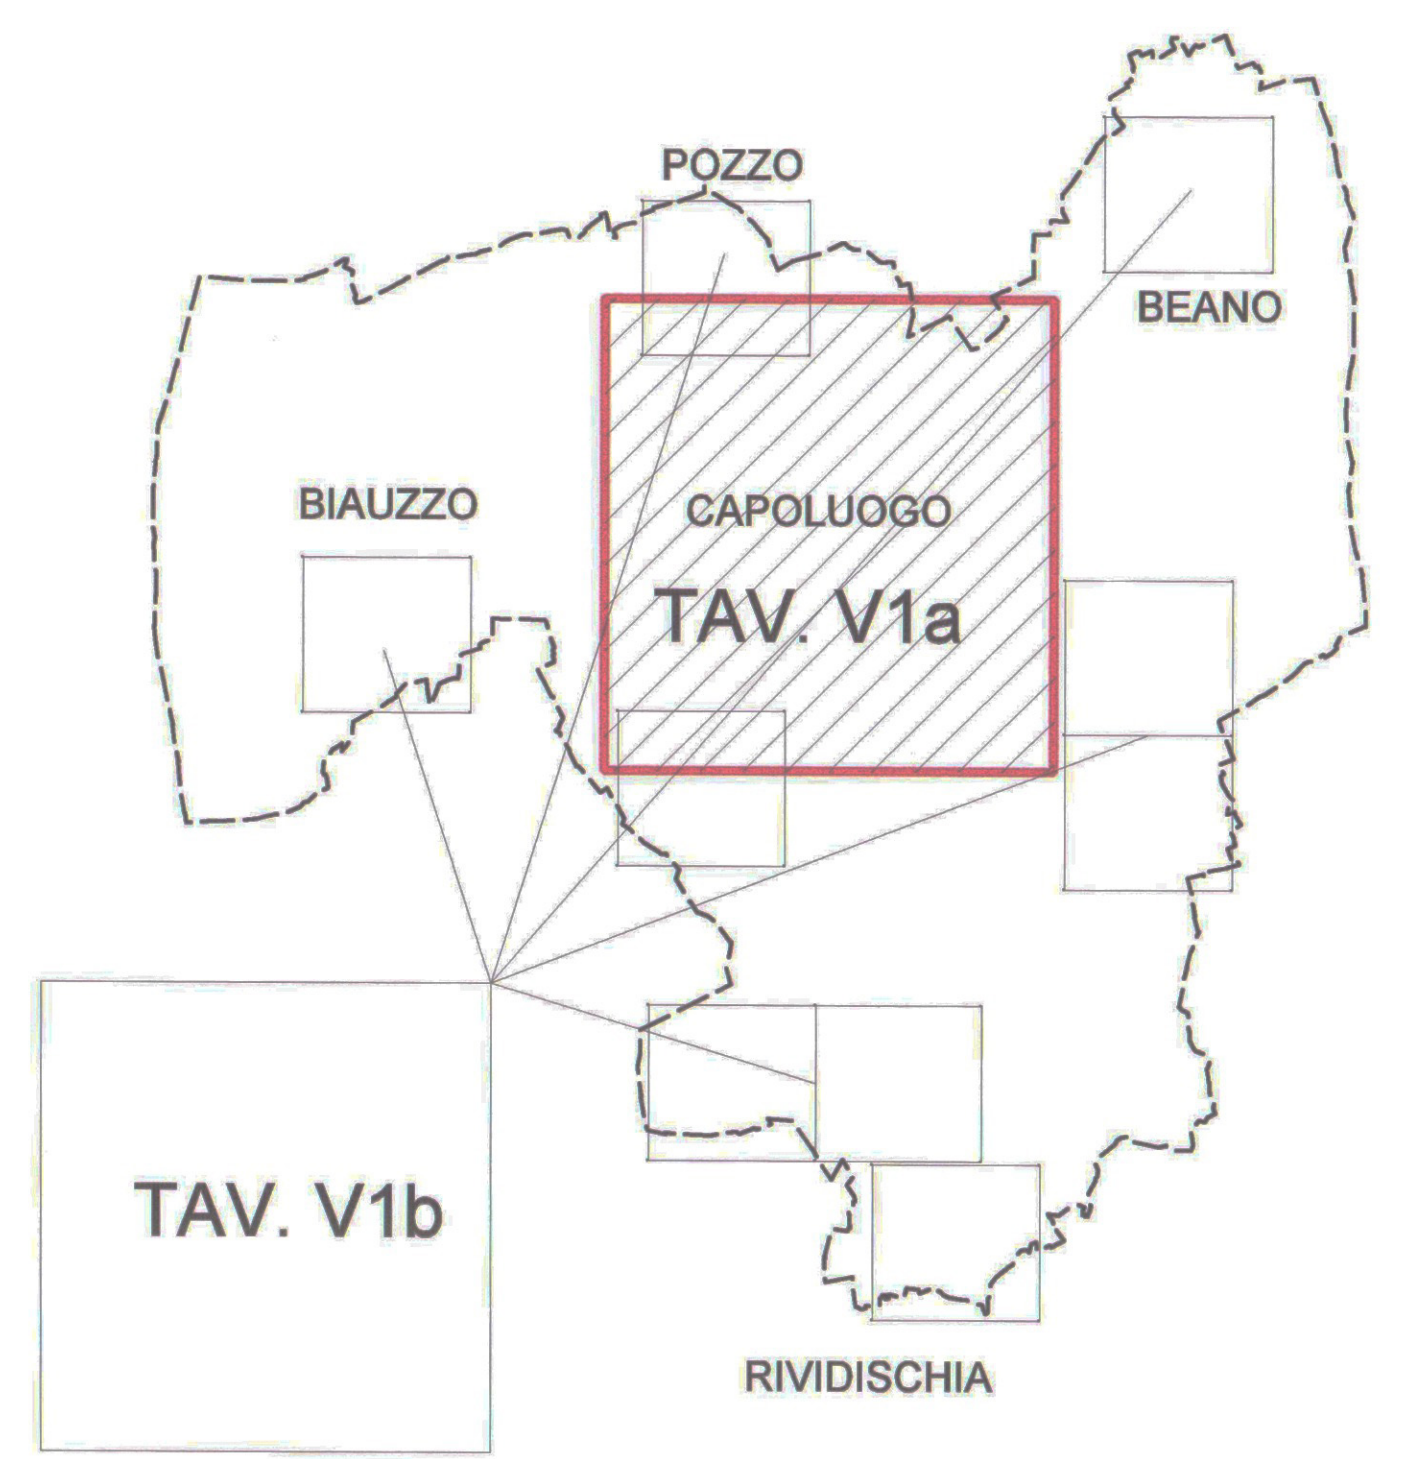 POZZO
BEANO
BIAUZZO
CAPOLUOGO
TAV. V1a
TAV. V1b
RIVIDISCHIA